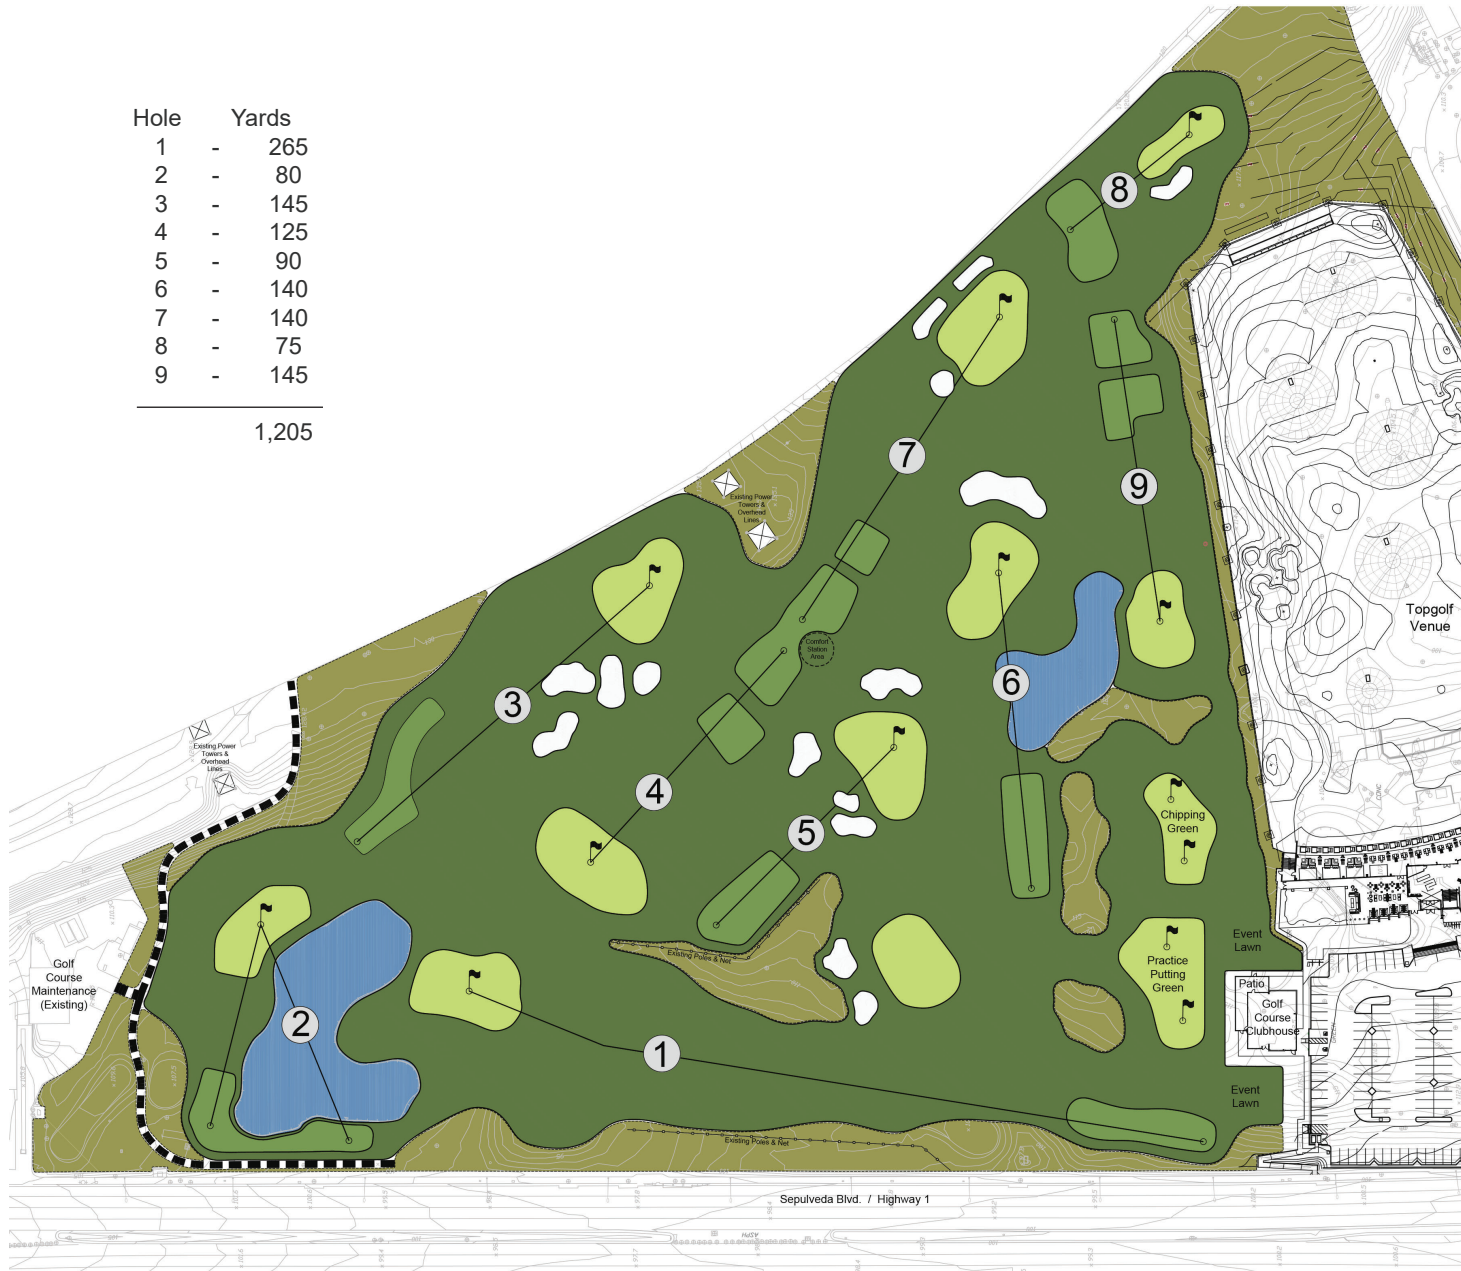 Hole - Yards
1 - 265
2 - 80
3 - 145
4 - 125
5 - 90
6 - 140
7 - 140
8 - 75
9 - 145
1,205
8
7
9
Existing Power
Towers &
Overhead
Lines
Comfort
Station
Area
Topgolf
Venue
3
6
Existing Power
Towers &
Overhead
Lines
4
5
Chipping
Green
Event
Lawn
Existing Poles & Net
Practice
Putting
Green
Golf
Course
Maintenance
(Existing)
Patio
Golf
Course
Clubhouse
2
1
Event
Lawn
Existing Poles & Net
Sepulveda Blvd. / Highway 1